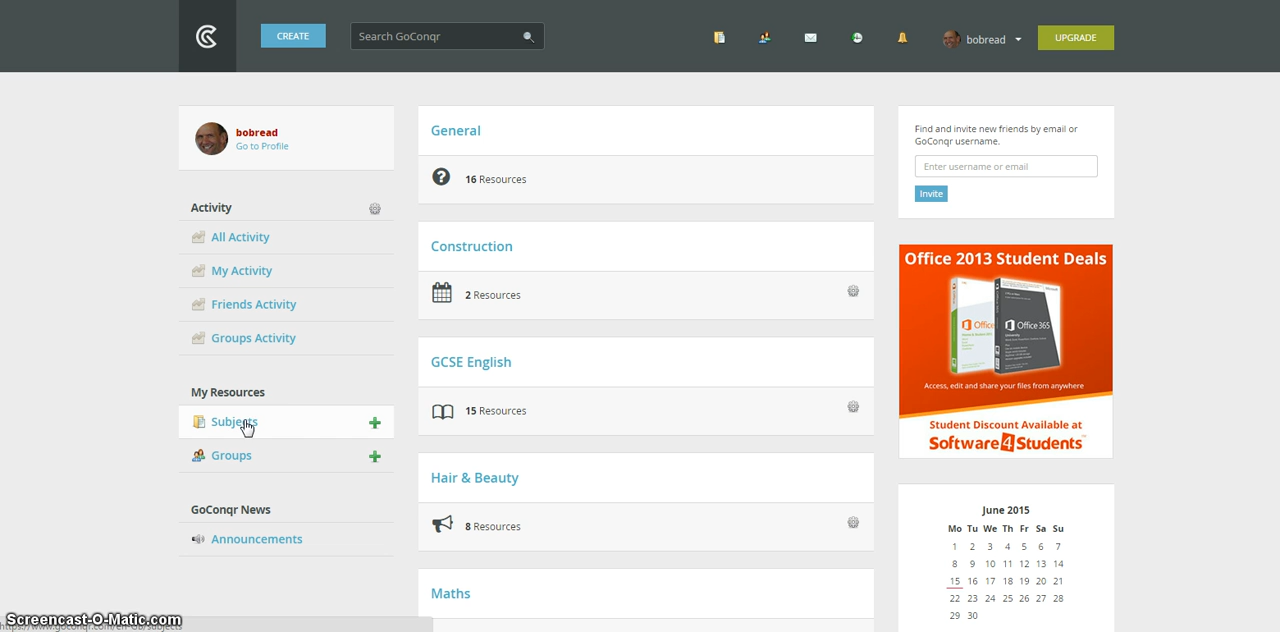 CREATE
Search GoConqr
bobread
UPGRADE
bobread
Go to Profile
Activity
All Activity
My Activity
Friends Activity
Groups Activity
My Resources
Subjects
Groups
GoConqr News
Announcements
General
16 Resources
Construction
2 Resources
GCSE English
15 Resources
Hair & Beauty
8 Resources
Maths
Find and invite new friends by email or
GoConqr username.
Enter username or email
Invite
Office 2013 Student Deals
Office
Office 365
Access, edit and share your files from anywhere
Student Discount Available at
Software4Students
June 2015
Mo Tu We Th Fr Sa Su
1 2 3 4 5 6 7
8 9 10 11 12 13 14
15 16 17 18 19 20 21
22 23 24 25 26 27 28
29 30
Screencast-O-Matic.com